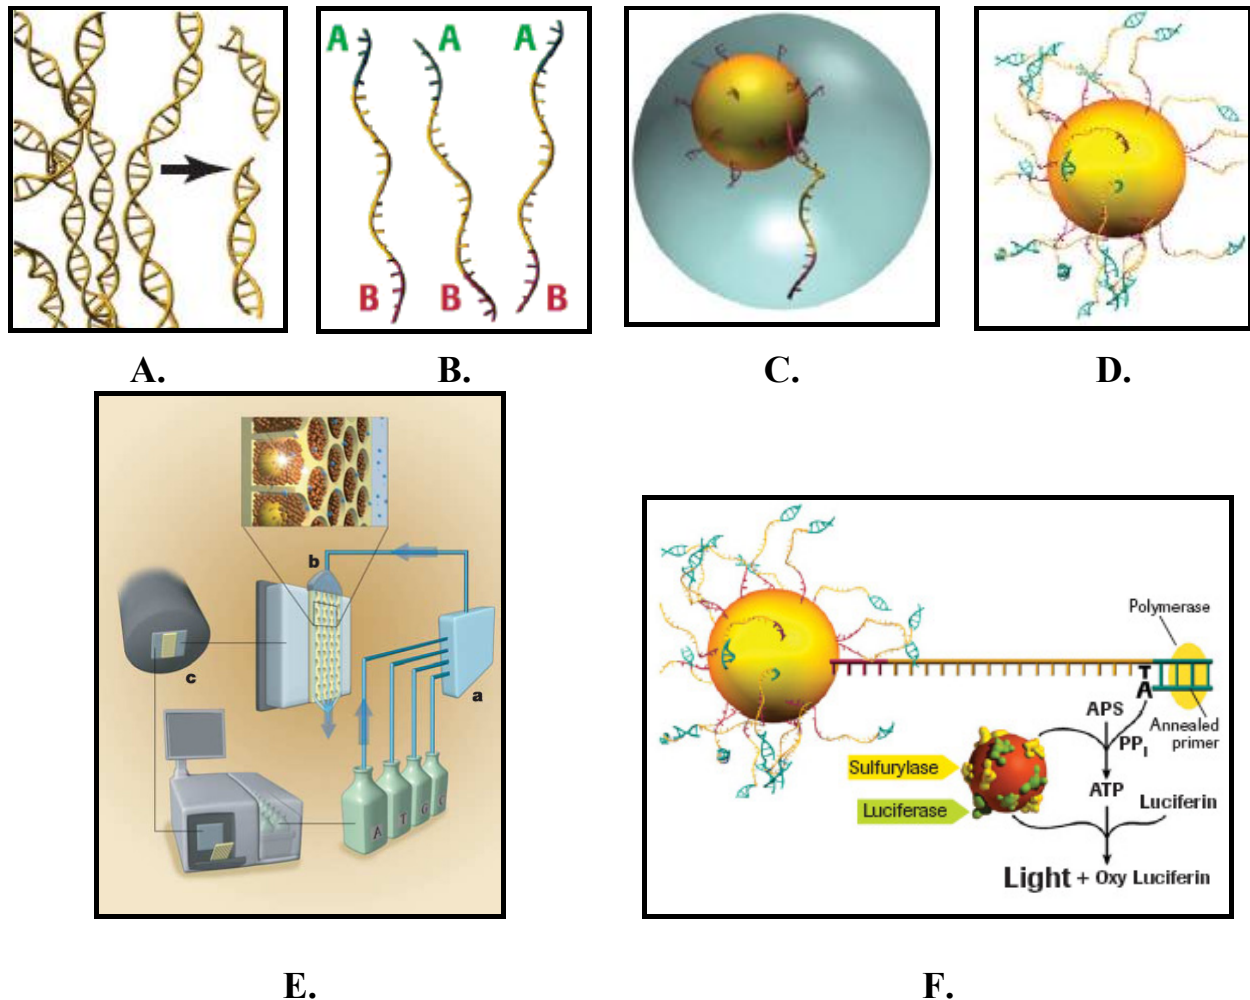 A A A
B B B
A. B. C. D.
b
a
c
A T G C
Polymerase
T
A
APS
Annealed
primer
PPI
Sulfurylase
ATP
Luciferin
Luciferase
Light + Oxy Luciferin
E. F.